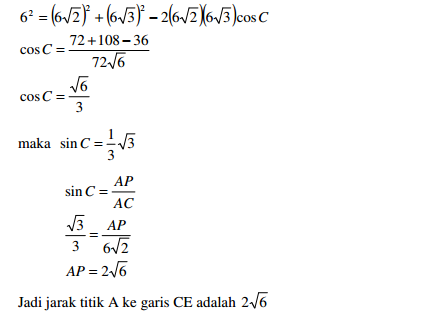 6² = (6√2)² + (6√3)² − 2(6√2)(6√3)cos C
cos C = (72 + 108 − 36)/(72√6)
cos C = √6/3
maka sin C = 1/3 √3
sin C = AP/AC
√3/3 = AP/(6√2)
AP = 2√6
Jadi jarak titik A ke garis CE adalah 2√6